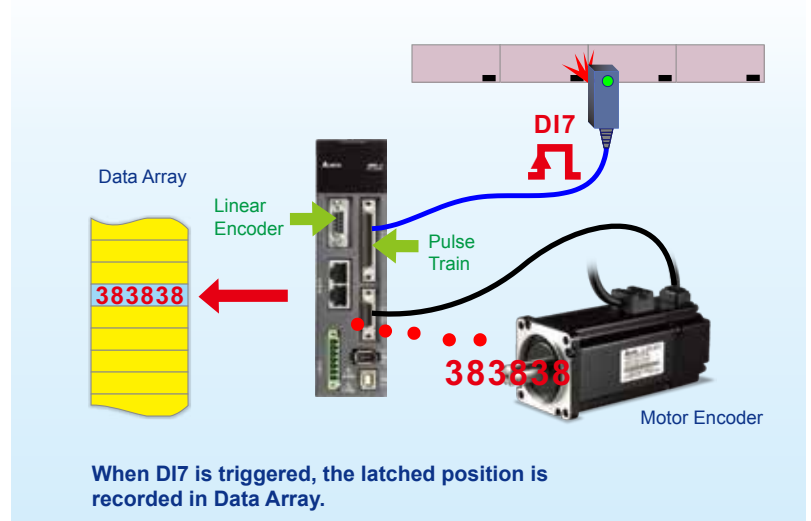 DI7
Data Array
Linear
Encoder
Pulse
Train
383838
383838
Motor Encoder
When DI7 is triggered, the latched position is
recorded in Data Array.